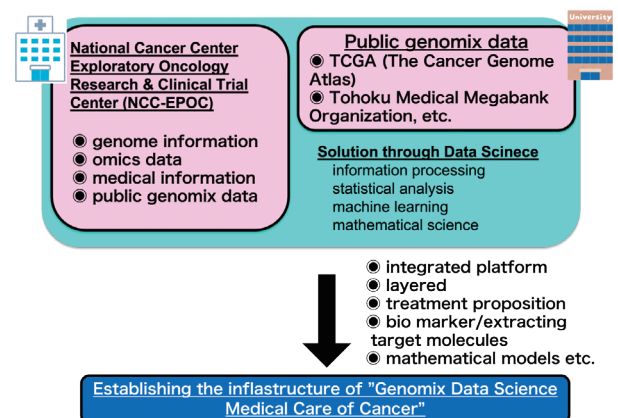 National Cancer Center
Exploratory Oncology
Research & Clinical Trial
Center (NCC-EPOC)
◉ genome information
◉ omics data
◉ medical information
◉ public genomix data
University
Public genomix data
◉ TCGA (The Cancer Genome
Atlas)
◉ Tohoku Medical Megabank
Organization, etc.
Solution through Data Scinece
information processing
statistical analysis
machine learning
mathematical science
◉ integrated platform
◉ layered
◉ treatment proposition
◉ bio marker/extracting
target molecules
◉ mathematical models etc.
Establishing the inflastructure of "Genomix Data Science
Medical Care of Cancer"